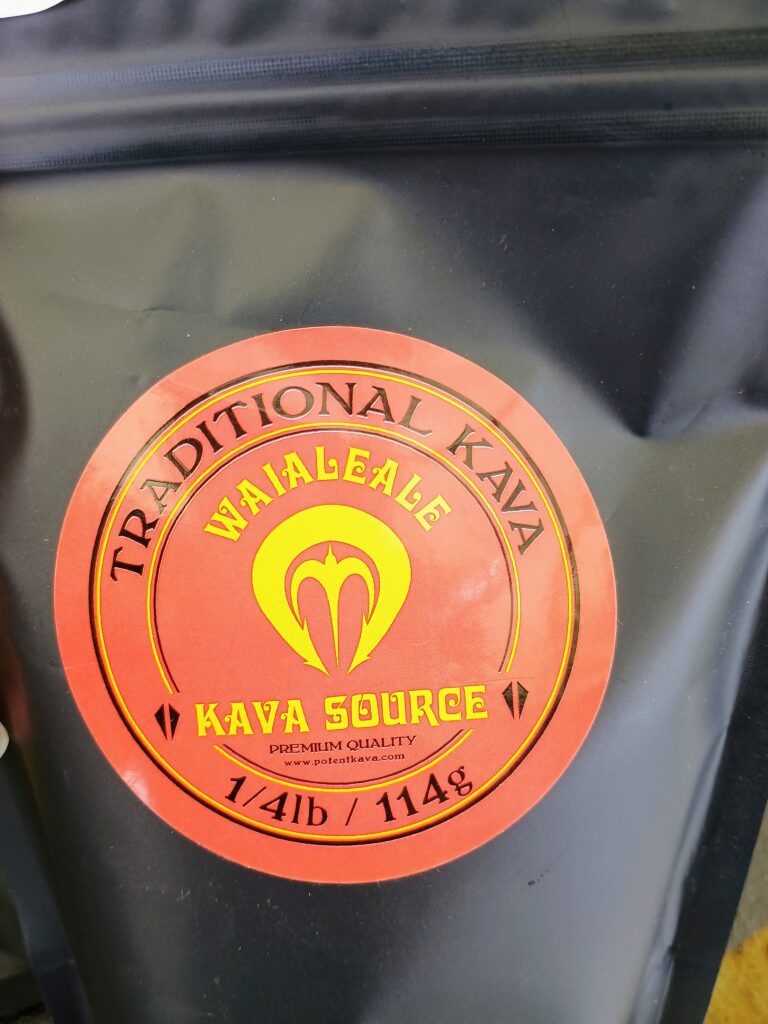 TRADITIONAL KAVA
WAIALEALE
KAVA SOURCE
PREMIUM QUALITY
www.potentkava.com
1/4lb / 114g